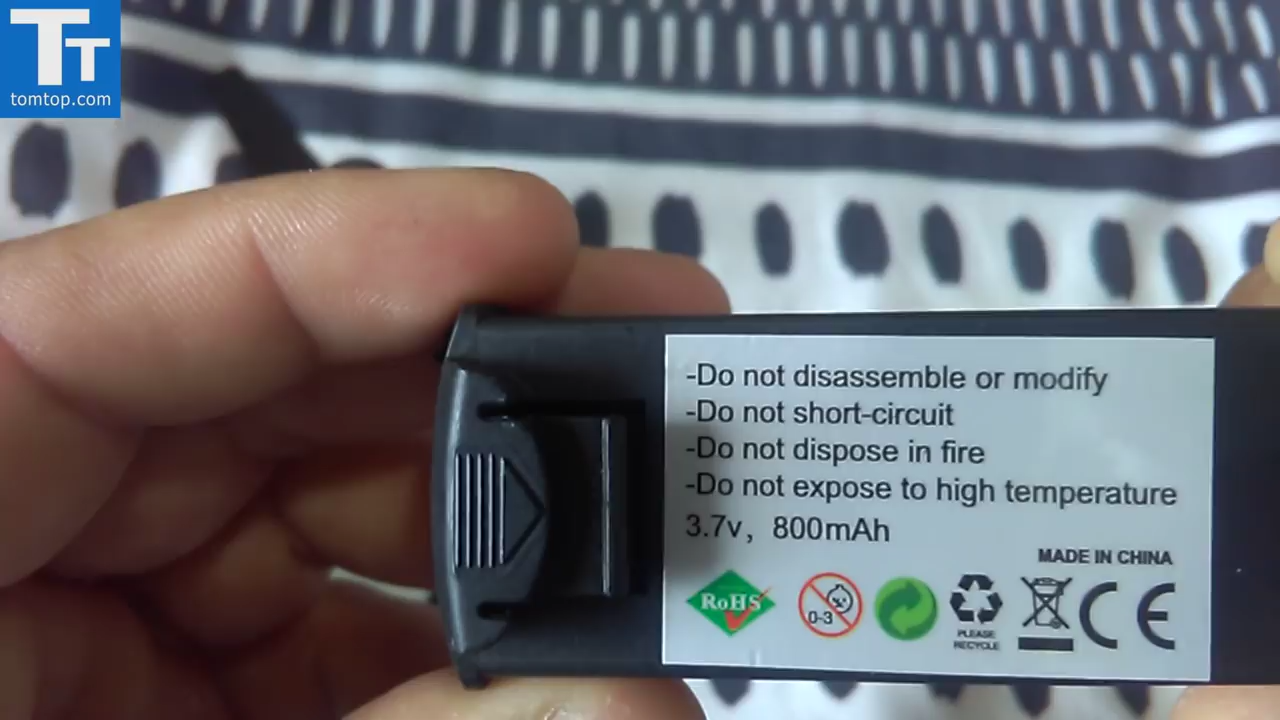 TT
tomtop.com
-Do not disassemble or modify
-Do not short-circuit
-Do not dispose in fire
-Do not expose to high temperature
3.7v, 800mAh
MADE IN CHINA
RoHS
0-3
PLEASE
RECYCLE
CE